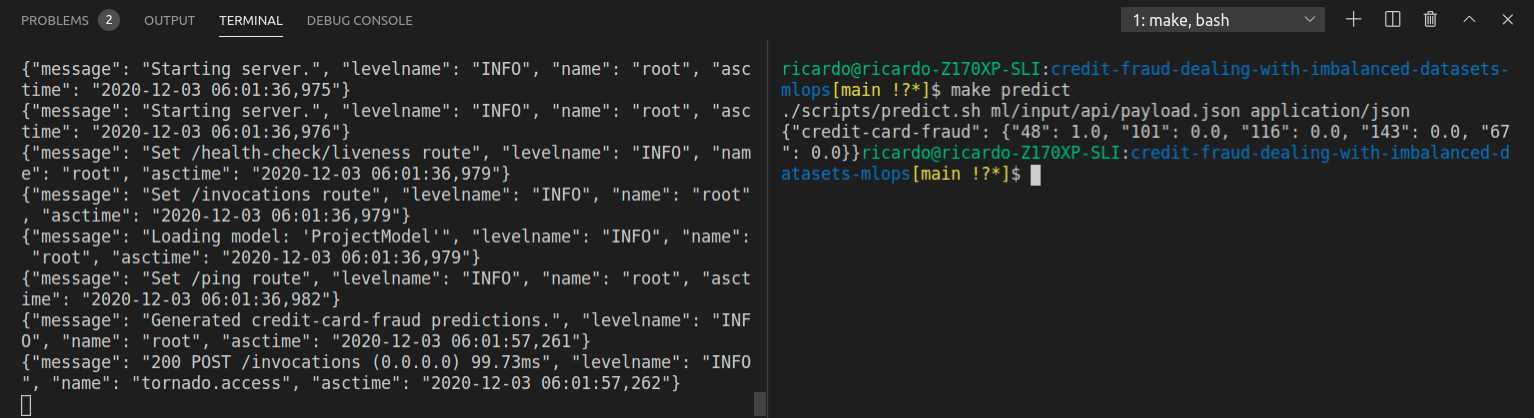 PROBLEMS 2 OUTPUT TERMINAL DEBUG CONSOLE 1: make, bash
{"message": "Starting server.", "levelname": "INFO", "name": "root", "asc
time": "2020-12-03 06:01:36,975"}
{"message": "Starting server.", "levelname": "INFO", "name": "root", "asc
time": "2020-12-03 06:01:36,976"}
{"message": "Set /health-check/liveness route", "levelname": "INFO", "nam
e": "root", "asctime": "2020-12-03 06:01:36,979"}
{"message": "Set /invocations route", "levelname": "INFO", "name": "root"
, "asctime": "2020-12-03 06:01:36,979"}
{"message": "Loading model: 'ProjectModel'", "levelname": "INFO", "name":
 "root", "asctime": "2020-12-03 06:01:36,979"}
{"message": "Set /ping route", "levelname": "INFO", "name": "root", "asct
ime": "2020-12-03 06:01:36,982"}
{"message": "Generated credit-card-fraud predictions.", "levelname": "INF
O", "name": "root", "asctime": "2020-12-03 06:01:57,261"}
{"message": "200 POST /invocations (0.0.0.0) 99.73ms", "levelname": "INFO
", "name": "tornado.access", "asctime": "2020-12-03 06:01:57,262"}
ricardo@ricardo-Z170XP-SLI:credit-fraud-dealing-with-imbalanced-datasets-
mlops[main !?*]$ make predict
./scripts/predict.sh ml/input/api/payload.json application/json
{"credit-card-fraud": {"48": 1.0, "101": 0.0, "116": 0.0, "143": 0.0, "67
": 0.0}}ricardo@ricardo-Z170XP-SLI:credit-fraud-dealing-with-imbalanced-d
atasets-mlops[main !?*]$